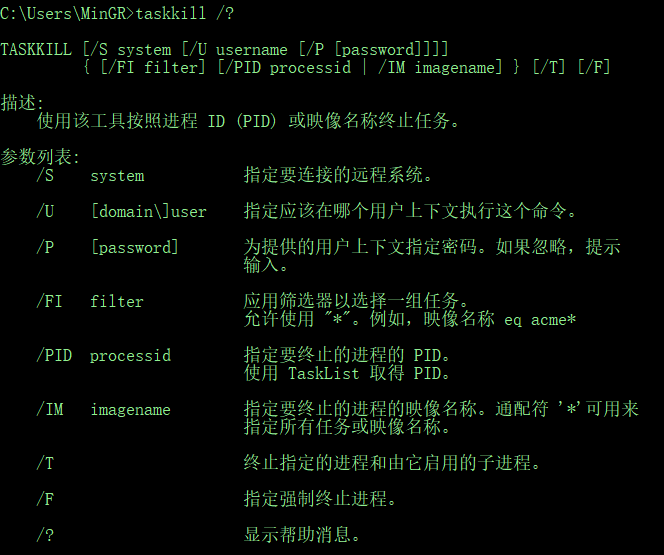 C:\Users\MinGR>taskkill /?
TASKKILL [/S system [/U username [/P [password]]]]
{ [/FI filter] [/PID processid | /IM imagename] } [/T] [/F]
描述:
使用该工具按照进程 ID (PID) 或映像名称终止任务。
参数列表:
/S system 指定要连接的远程系统。
/U [domain\]user 指定应该在哪个用户上下文执行这个命令。
/P [password] 为提供的用户上下文指定密码。如果忽略，提示
输入。
/FI filter 应用筛选器以选择一组任务。
允许使用 "*"。例如，映像名称 eq acme*
/PID processid 指定要终止的进程的 PID。
使用 TaskList 取得 PID。
/IM imagename 指定要终止的进程的映像名称。通配符 '*'可用来
指定所有任务或映像名称。
/T 终止指定的进程和由它启用的子进程。
/F 指定强制终止进程。
/? 显示帮助消息。